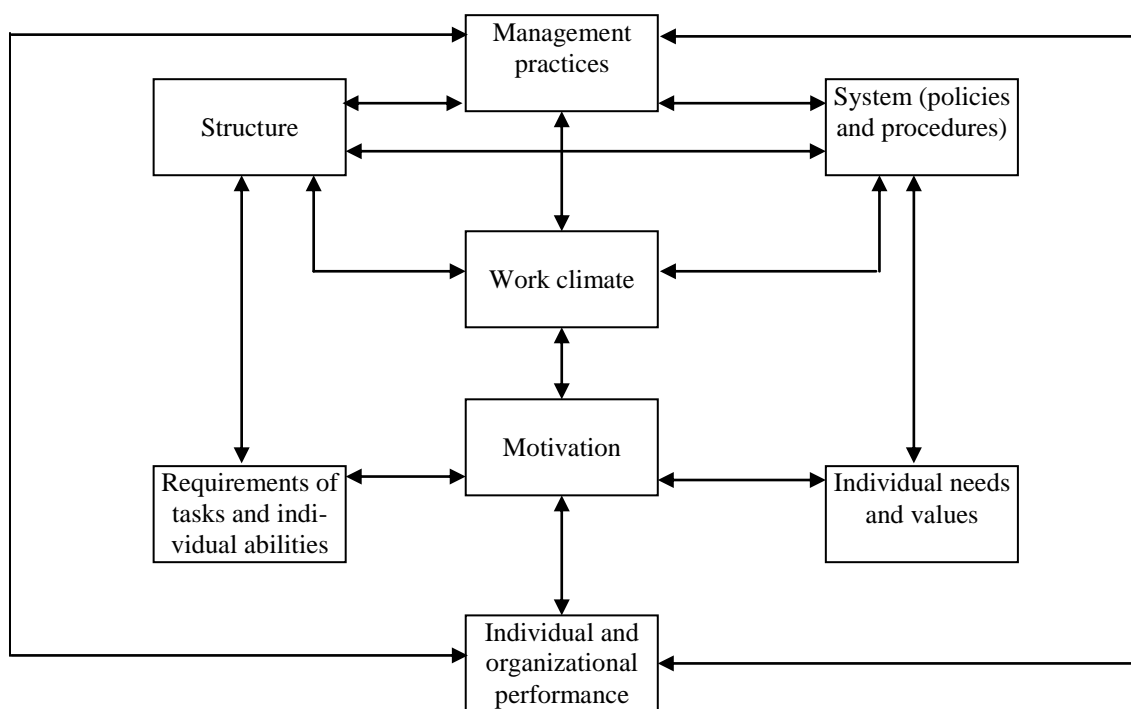 Management
practices
Structure
System (policies
and procedures)
Work climate
Motivation
Requirements of
tasks and indi-
vidual abilities
Individual needs
and values
Individual and
organizational
performance